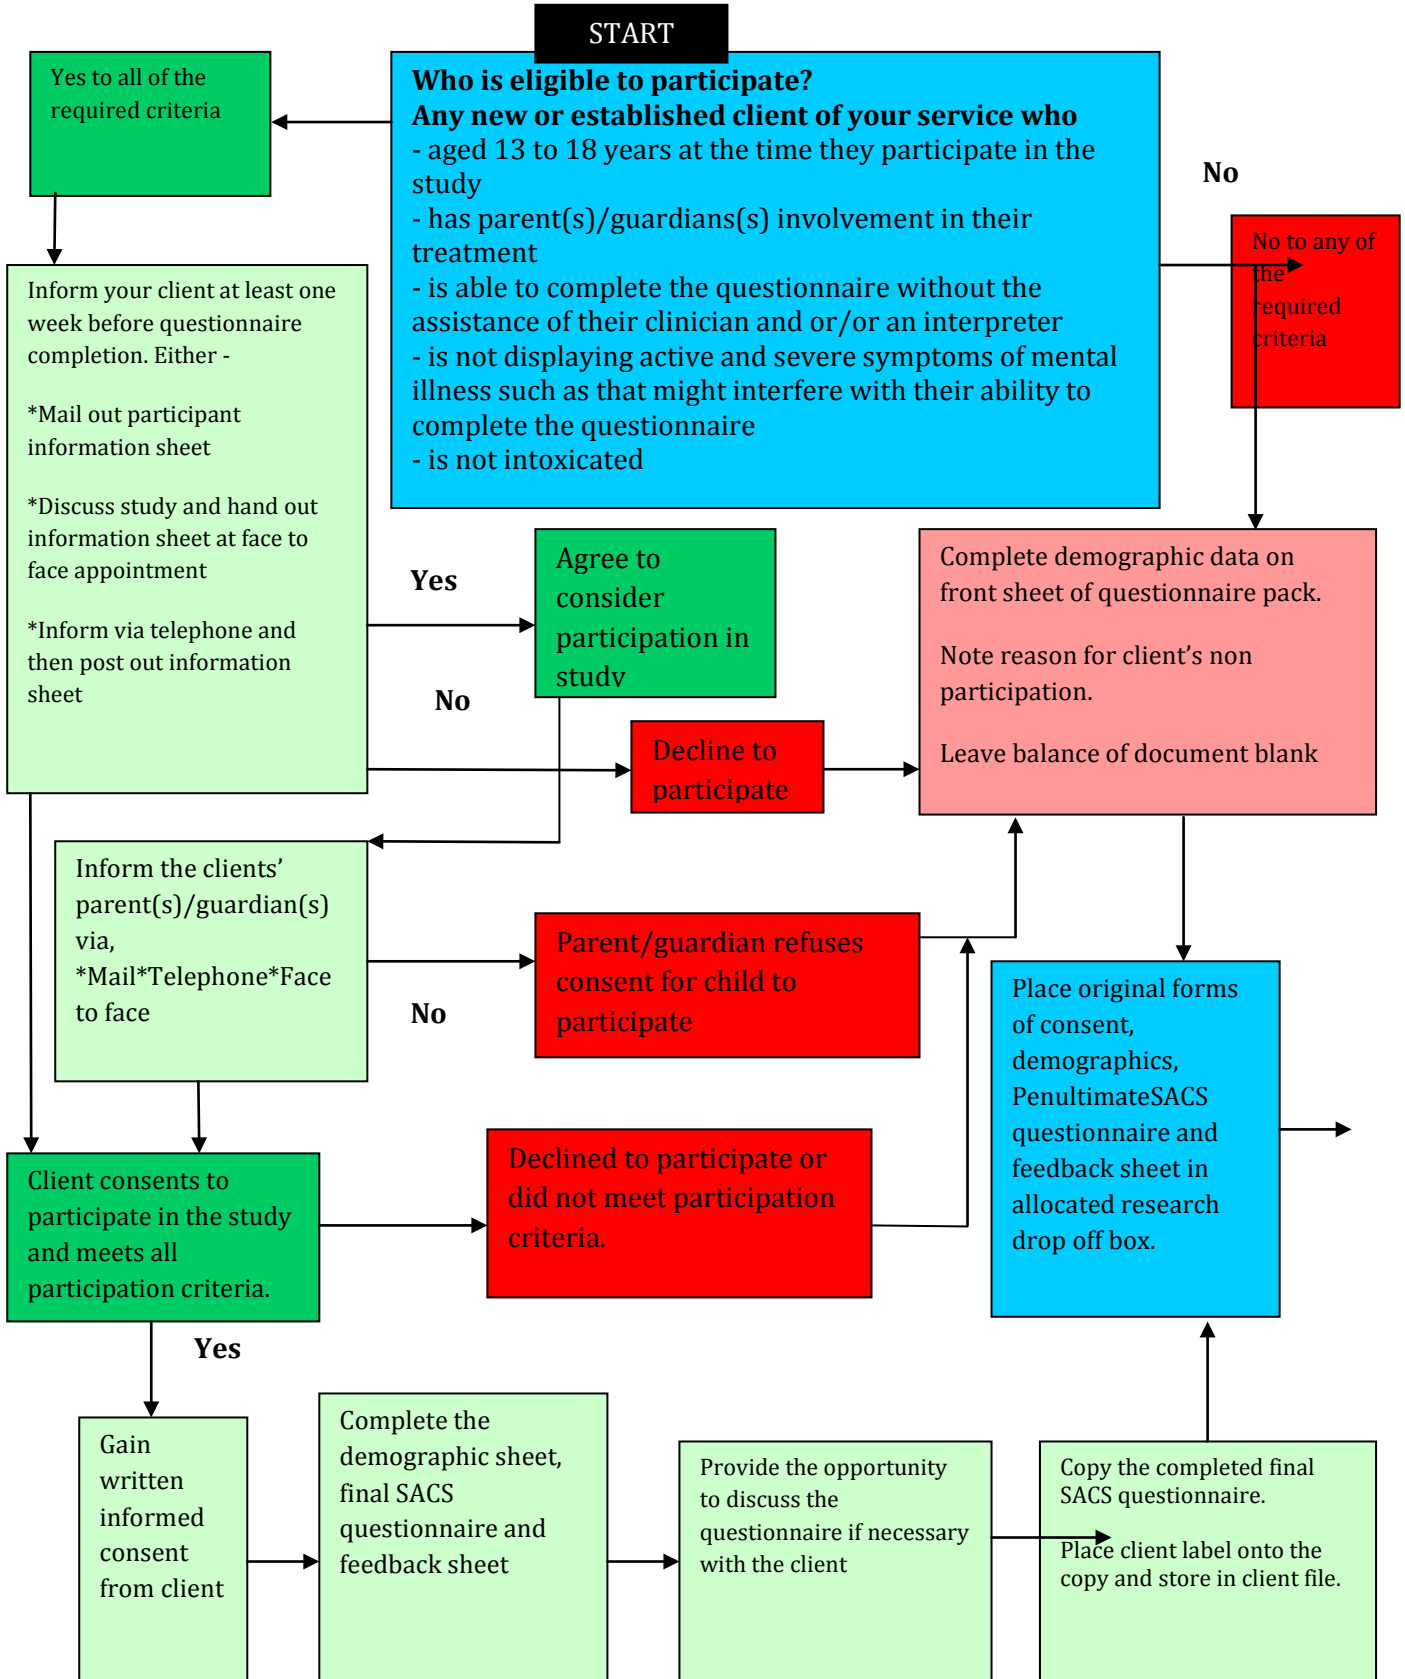 START
Yes to all of the
required criteria
Who is eligible to participate?
Any new or established client of your service who
- aged 13 to 18 years at the time they participate in the
study
- has parent(s)/guardians(s) involvement in their
treatment
- is able to complete the questionnaire without the
assistance of their clinician and or/or an interpreter
- is not displaying active and severe symptoms of mental
illness such as that might interfere with their ability to
complete the questionnaire
- is not intoxicated
No
No to any of
the
required
criteria
Inform your client at least one
week before questionnaire
completion. Either -
*Mail out participant
information sheet
*Discuss study and hand out
information sheet at face to
face appointment
*Inform via telephone and
then post out information
sheet
Yes
Agree to
consider
participation in
study
No
Decline to
participate
Complete demographic data on
front sheet of questionnaire pack.
Note reason for client's non
participation.
Leave balance of document blank
Inform the clients'
parent(s)/guardian(s)
via,
*Mail*Telephone*Face
to face
No
Parent/guardian refuses
consent for child to
participate
Place original forms
of consent,
demographics,
PenultimateSACS
questionnaire and
feedback sheet in
allocated research
drop off box.
Client consents to
participate in the study
and meets all
participation criteria.
Declined to participate or
did not meet participation
criteria.
Yes
Gain
written
informed
consent
from client
Complete the
demographic sheet,
final SACS
questionnaire and
feedback sheet
Provide the opportunity
to discuss the
questionnaire if necessary
with the client
Copy the completed final
SACS questionnaire.
Place client label onto the
copy and store in client file.